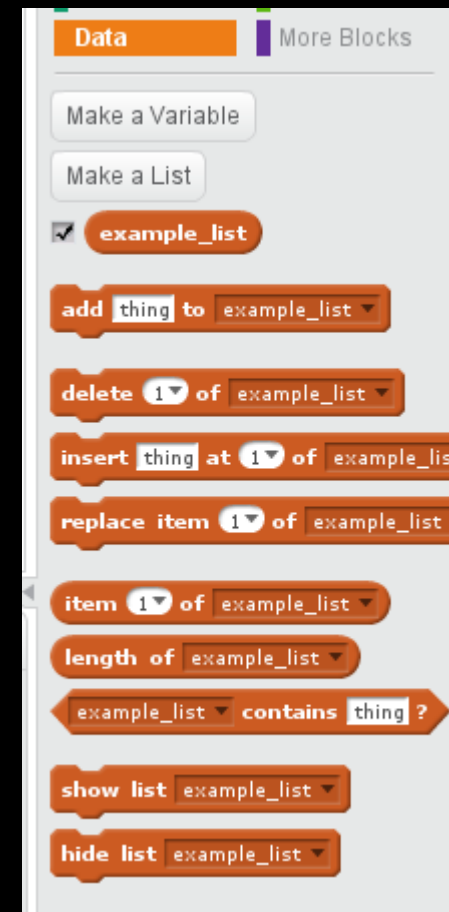 Data More Blocks
Make a Variable
Make a List
example_list
add thing to example_list
delete 1 of example_list
insert thing at 1 of example_lis
replace item 1 of example_list
item 1 of example_list
length of example_list
example_list contains thing ?
show list example_list
hide list example_list